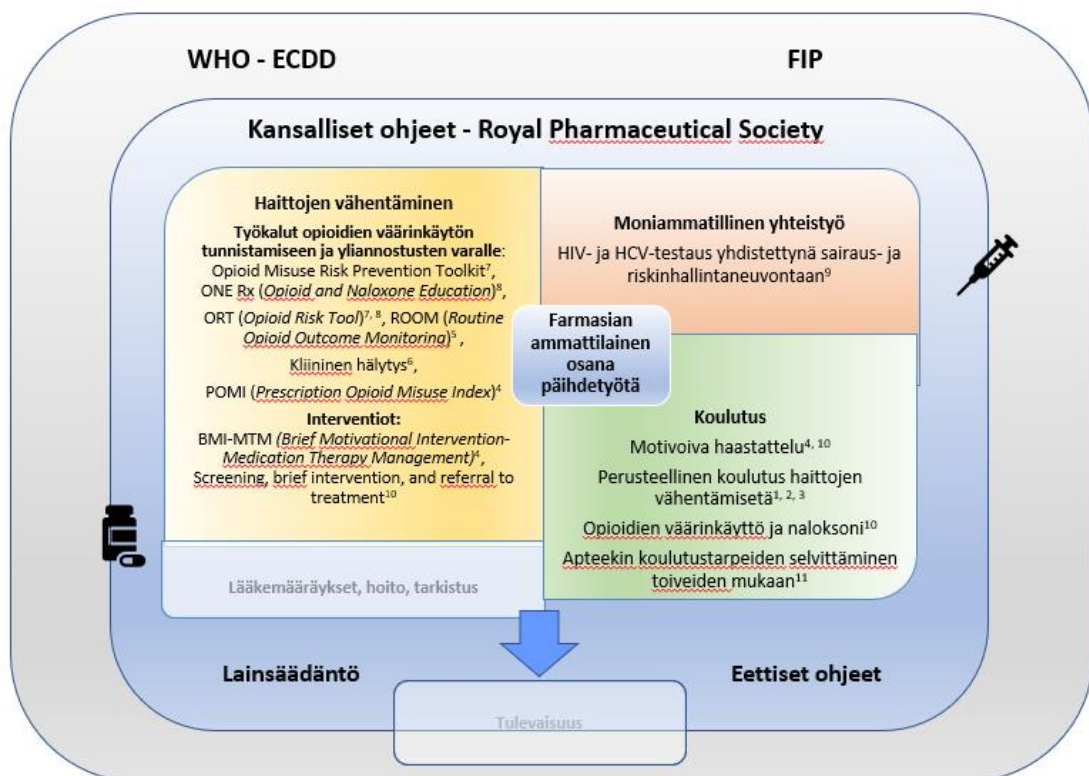 WHO - ECDD
FIP
Kansalliset ohjeet - Royal Pharmaceutical Society
Haittojen vähentäminen
Työkalut opioidien väärinkäytön
tunnistamiseen ja yliannostusten varalle:
Opioid Misuse Risk Prevention Toolkit⁷,
ONE Rx (Opioid and Naloxone Education)⁸,
ORT (Opioid Risk Tool)⁷, ⁸, ROOM (Routine
Opioid Outcome Monitoring)⁵ ,
Kliininen hälytys⁶,
POMI (Prescription Opioid Misuse Index)⁴
Interventiot:
BMI-MTM (Brief Motivational Intervention-
Medication Therapy Management)⁴,
Screening, brief intervention, and referral to
treatment¹⁰
Moniammatillinen yhteistyö
HIV- ja HCV-testaus yhdistettynä sairaus- ja
riskinhallintaneuvontaan⁹
Farmasian
ammattilainen
osana
päihdetyötä
Koulutus
Motivoiva haastattelu⁴, ¹⁰
Perusteellinen koulutus haittojen
vähentämisetä¹, ², ³
Opioidien väärinkäyttö ja naloksoni¹⁰
Apteekin koulutustarpeiden selvittäminen
toiveiden mukaan¹¹
Lääkemääräykset, hoito, tarkistus
Lainsäädäntö
Eettiset ohjeet
Tulevaisuus